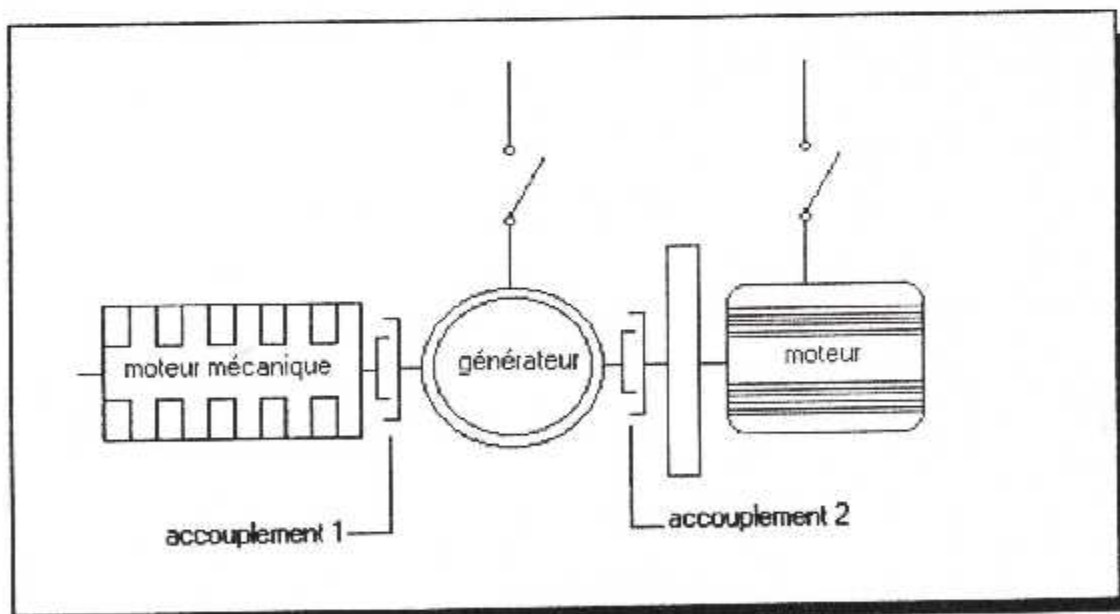 moteur mécanique
générateur
moteur
accouplement 1
accouplement 2